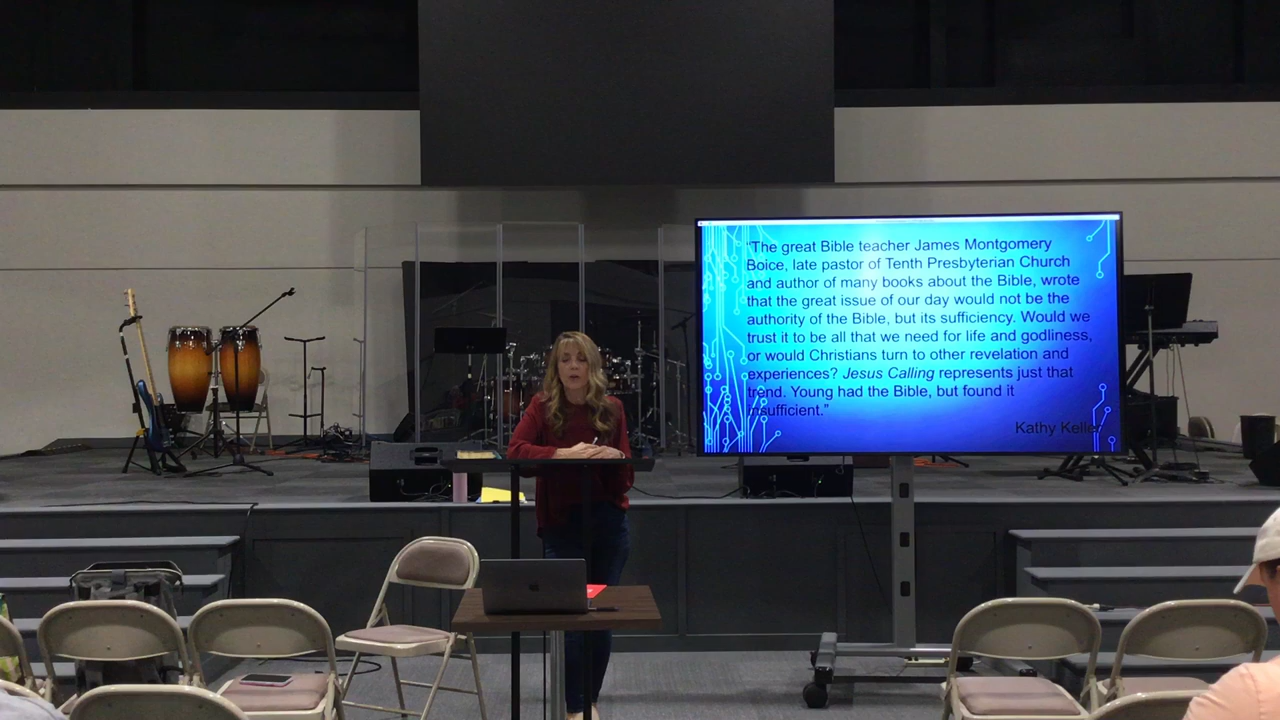 "The great Bible teacher James Montgomery
Boice, late pastor of Tenth Presbyterian Church
and author of many books about the Bible, wrote
that the great issue of our day would not be the
authority of the Bible, but its sufficiency. Would we
trust it to be all that we need for life and godliness,
or would Christians turn to other revelation and
experiences? Jesus Calling represents just that
trend. Young had the Bible, but found it
insufficient."
Kathy Keller